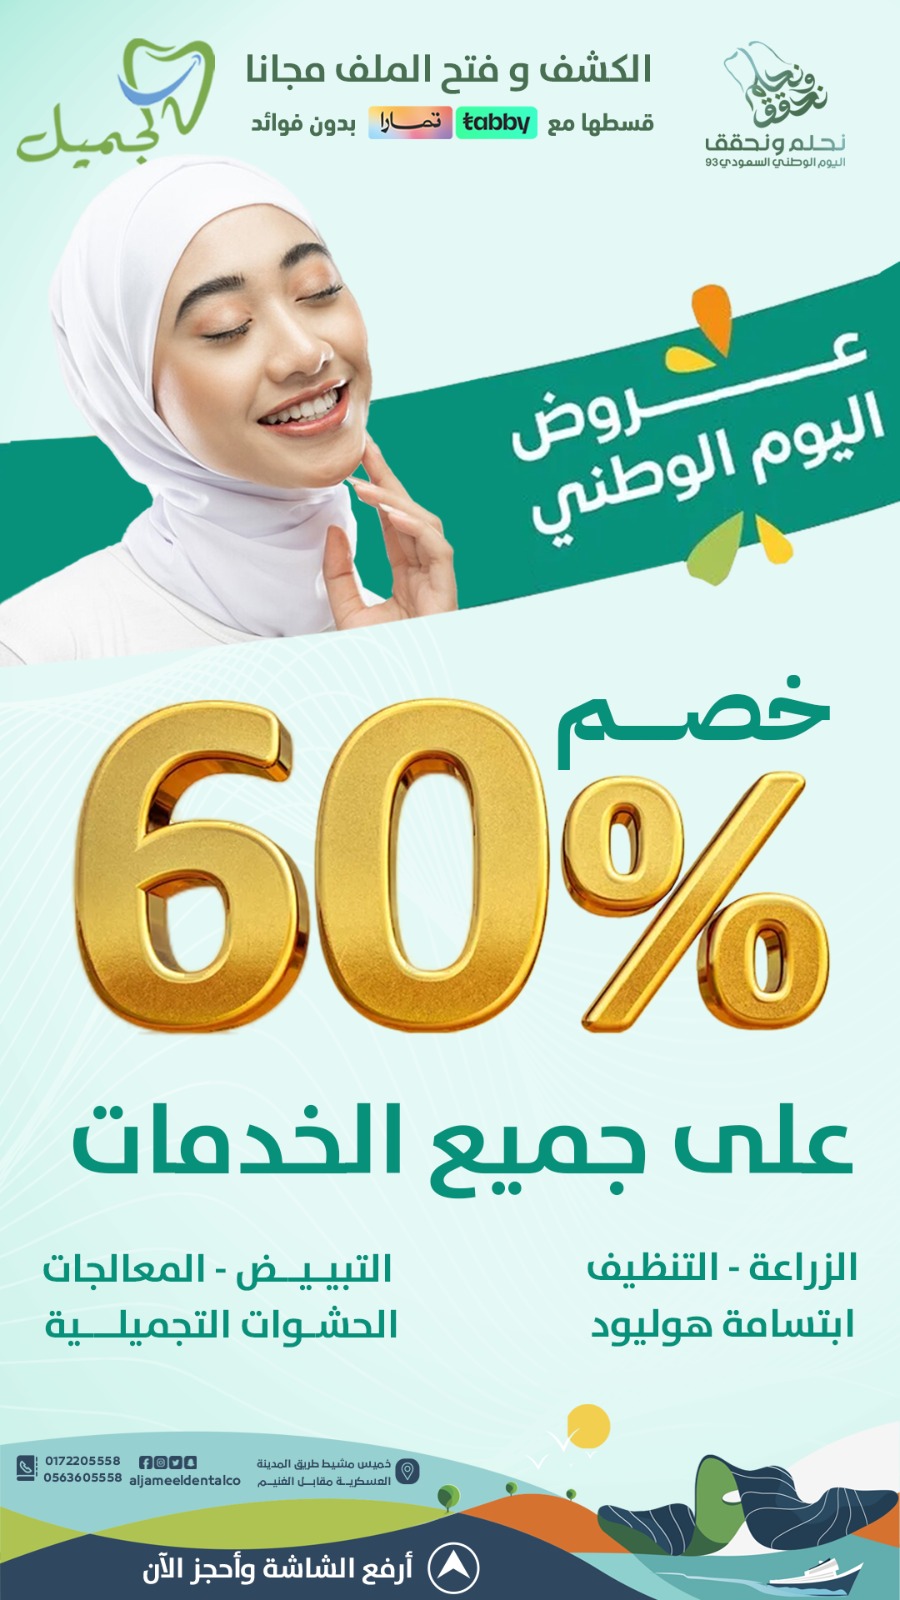 الكشف و فتح الملف مجانا
قسطها مع tabby تمارا بدون فوائد
الجميل
نحلم ونحقق
نحلم ونحقق
اليوم الوطني السعودي 93
عــروض
اليوم الوطني
خصم
60%
على جميع الخدمات
الزراعة - التنظيف
ابتسامة هوليود
التبييض - المعالجات
الحشوات التجميلية
خميس مشيط طريق المدينة
العسكرية مقابل الغنيم
aljameeldentalco
0172205558
0563605558
أرفع الشاشة وأحجز الآن